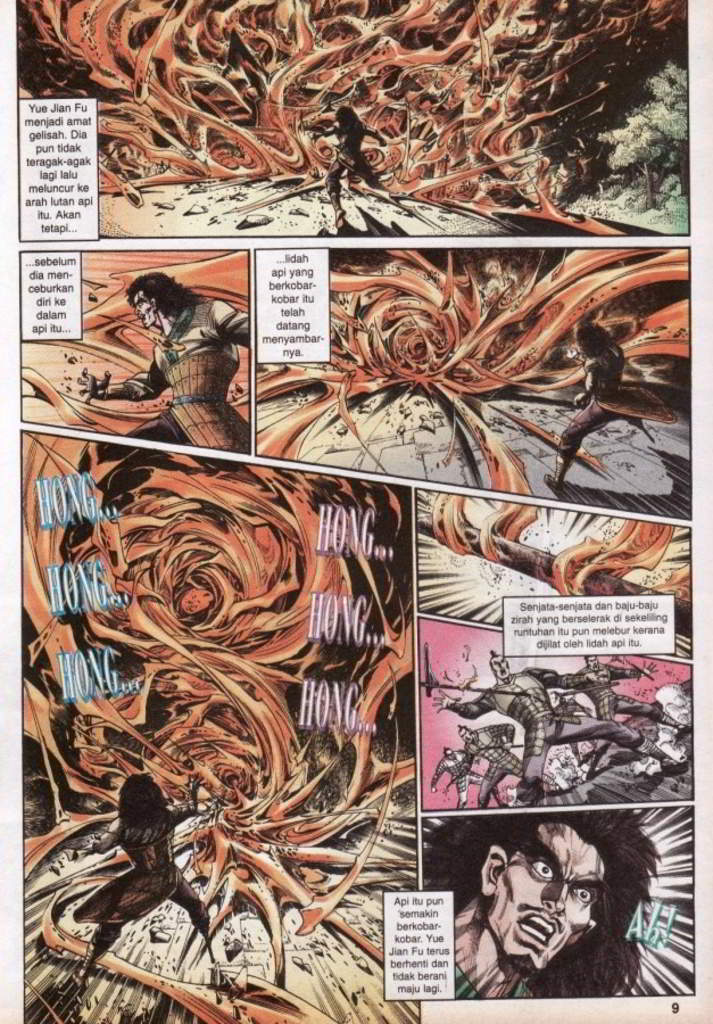 Yue Jian Fu
menjadi amat
gelisah. Dia
pun tidak
teragak-agak
lagi lalu
meluncur ke
arah lutan api
itu. Akan
tetapi...
...sebelum
dia men-
ceburkan
diri ke
dalam
api itu...
...lidah
api yang
berkobar-
kobar itu
telah
datang
menyambar-
nya.
HONG...
HONG...
HONG...
HONG...
HONG...
HONG...
Senjata-senjata dan baju-baju
zirah yang berselerak di sekeliling
runtuhan itu pun melebur kerana
dijilat oleh lidah api itu.
Api itu pun
'semakin
berkobar-
kobar. Yue
Jian Fu terus
berhenti dan
tidak berani
maju lagi.
Ah!
9